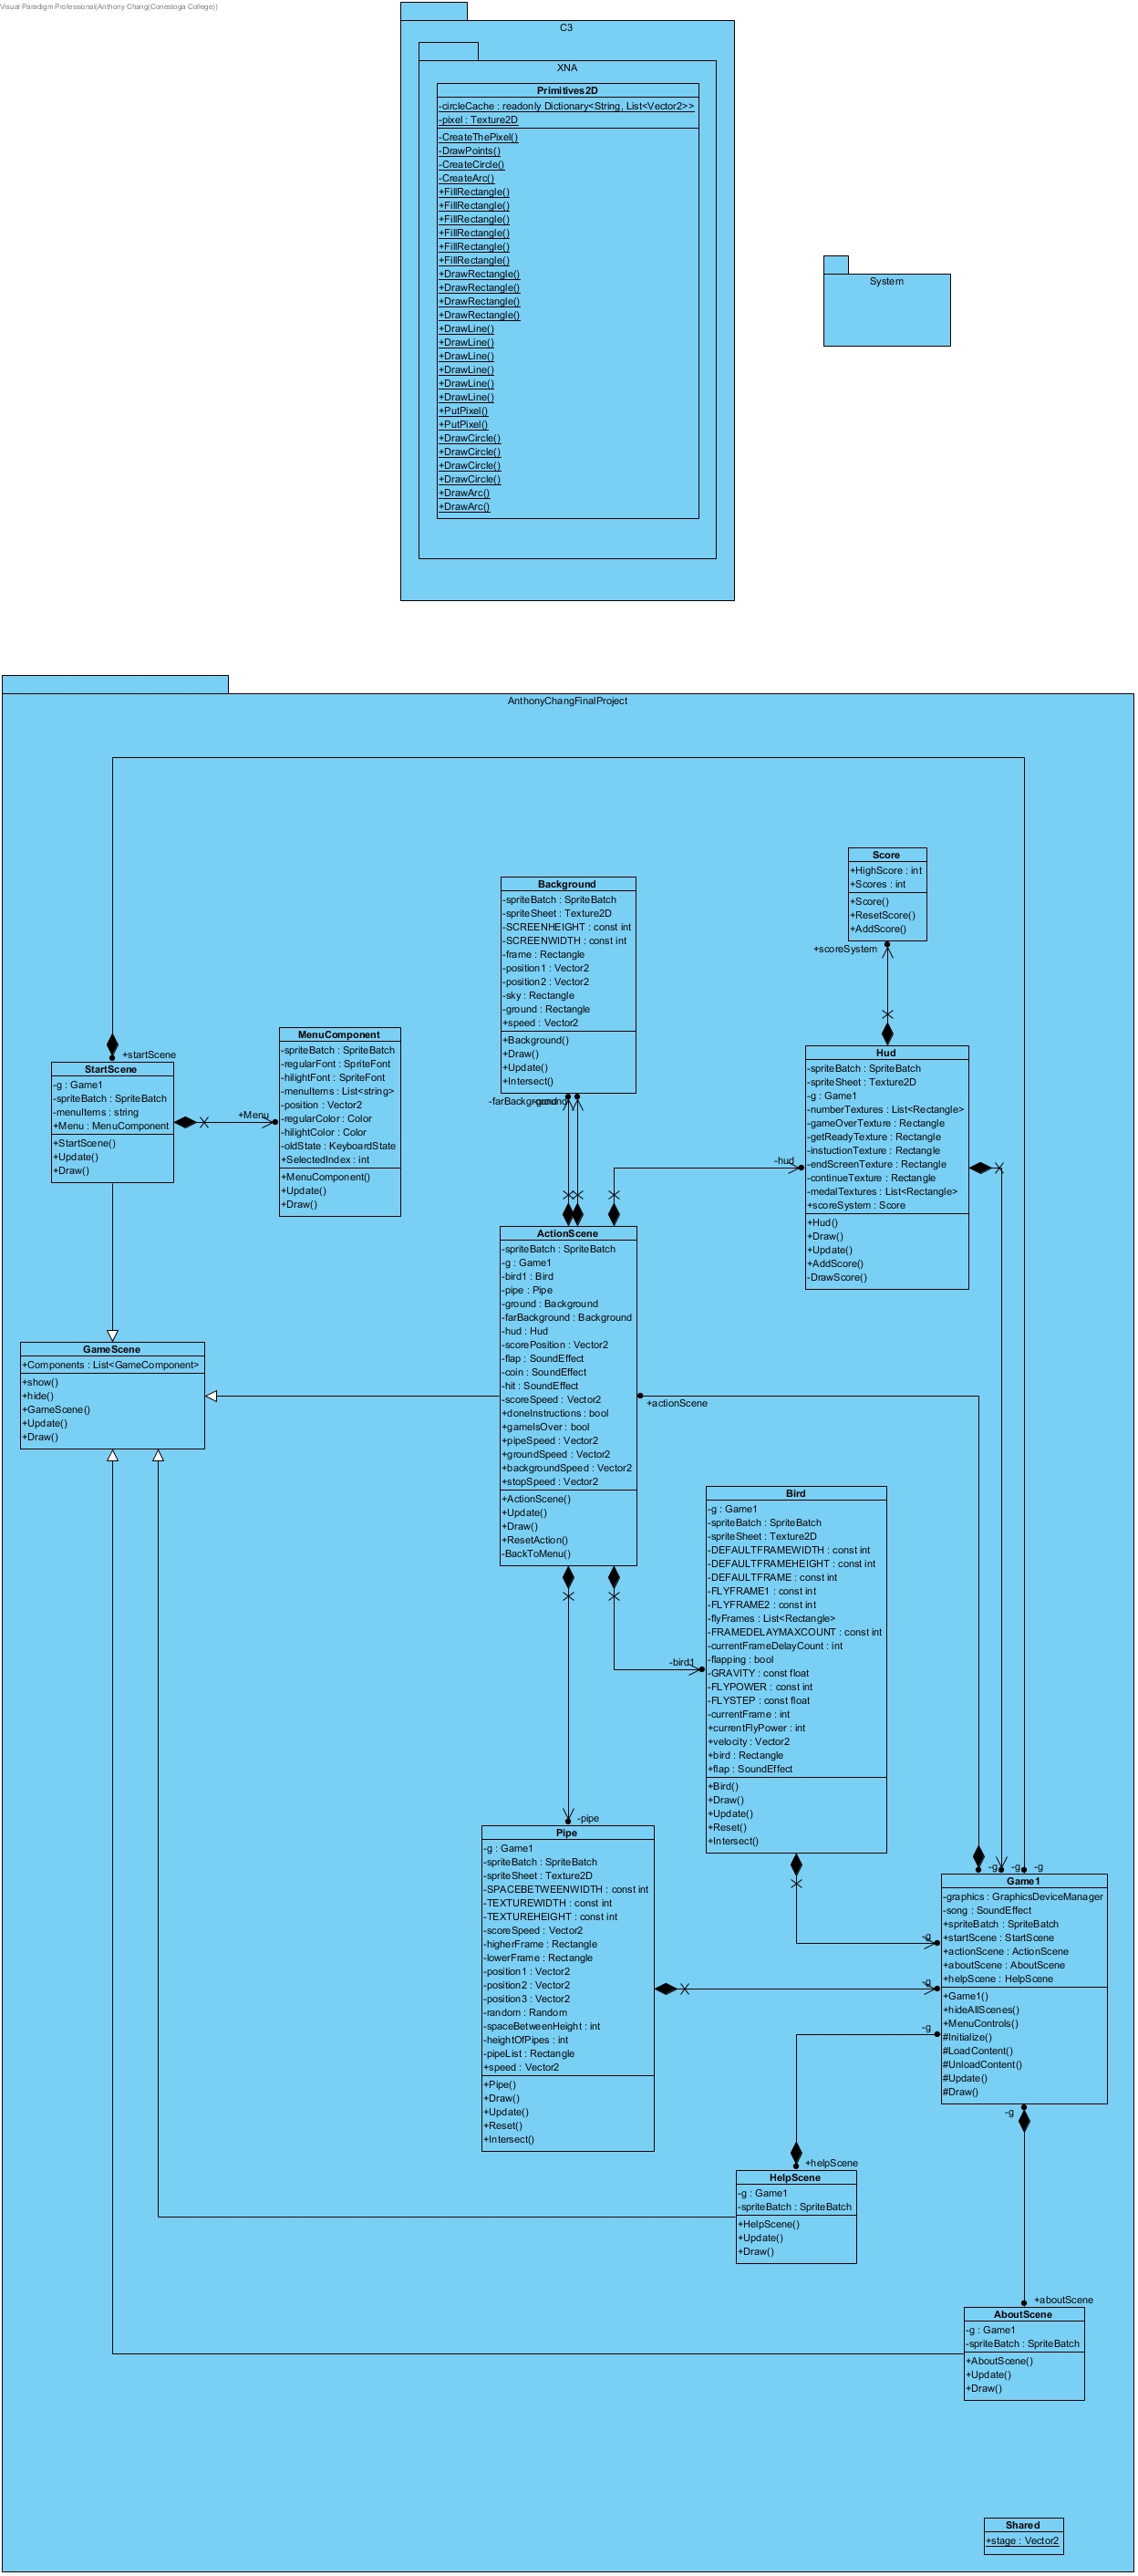 Visual Paradigm Professional(Anthony Chang(Conestoga College))
C3
XNA
Primitives2D
-circleCache : readonly Dictionary<String, List<Vector2>>
-pixel : Texture2D
-CreateThePixel()
-DrawPoints()
-CreateCircle()
-CreateArc()
+FillRectangle()
+FillRectangle()
+FillRectangle()
+FillRectangle()
+FillRectangle()
+FillRectangle()
+DrawRectangle()
+DrawRectangle()
+DrawRectangle()
+DrawRectangle()
+DrawLine()
+DrawLine()
+DrawLine()
+DrawLine()
+DrawLine()
+DrawLine()
+PutPixel()
+PutPixel()
+DrawCircle()
+DrawCircle()
+DrawCircle()
+DrawCircle()
+DrawArc()
+DrawArc()
System
AnthonyChangFinalProject
Score
+HighScore : int
+Scores : int
+Score()
+ResetScore()
+AddScore()
+scoreSystem
Background
-spriteBatch : SpriteBatch
-spriteSheet : Texture2D
-SCREENHEIGHT : const int
-SCREENWIDTH : const int
-frame : Rectangle
-position1 : Vector2
-position2 : Vector2
-sky : Rectangle
-ground : Rectangle
+speed : Vector2
+Background()
+Draw()
+Update()
+Intersect()
-farBackground
-ground
MenuComponent
-spriteBatch : SpriteBatch
-regularFont : SpriteFont
-hilightFont : SpriteFont
-menuItems : List<string>
-position : Vector2
-regularColor : Color
-hilightColor : Color
-oldState : KeyboardState
+SelectedIndex : int
+MenuComponent()
+Update()
+Draw()
+startScene
StartScene
-g : Game1
-spriteBatch : SpriteBatch
-menuItems : string
+Menu : MenuComponent
+StartScene()
+Update()
+Draw()
+Menu
Hud
-spriteBatch : SpriteBatch
-spriteSheet : Texture2D
-g : Game1
-numberTextures : List<Rectangle>
-gameOverTexture : Rectangle
-getReadyTexture : Rectangle
-instuctionTexture : Rectangle
-endScreenTexture : Rectangle
-continueTexture : Rectangle
-medalTextures : List<Rectangle>
+scoreSystem : Score
+Hud()
+Draw()
+Update()
+AddScore()
-DrawScore()
-hud
ActionScene
-spriteBatch : SpriteBatch
-g : Game1
-bird1 : Bird
-pipe : Pipe
-ground : Background
-farBackground : Background
-hud : Hud
-scorePosition : Vector2
-flap : SoundEffect
-coin : SoundEffect
-hit : SoundEffect
-scoreSpeed : Vector2
+doneInstructions : bool
+gameIsOver : bool
+pipeSpeed : Vector2
+groundSpeed : Vector2
+backgroundSpeed : Vector2
+stopSpeed : Vector2
+ActionScene()
+Update()
+Draw()
+ResetAction()
-BackToMenu()
+actionScene
GameScene
+Components : List<GameComponent>
+show()
+hide()
+GameScene()
+Update()
+Draw()
Bird
-g : Game1
-spriteBatch : SpriteBatch
-spriteSheet : Texture2D
-DEFAULTFRAMEWIDTH : const int
-DEFAULTFRAMEHEIGHT : const int
-DEFAULTFRAME : const int
-FLYFRAME1 : const int
-FLYFRAME2 : const int
-flyFrames : List<Rectangle>
-FRAMEDELAYMAXCOUNT : const int
-currentFrameDelayCount : int
-flapping : bool
-GRAVITY : const float
-FLYPOWER : const int
-FLYSTEP : const float
-currentFrame : int
+currentFlyPower : int
+velocity : Vector2
+bird : Rectangle
+flap : SoundEffect
+Bird()
+Draw()
+Update()
+Reset()
+Intersect()
-bird1
-pipe
Pipe
-g : Game1
-spriteBatch : SpriteBatch
-spriteSheet : Texture2D
-SPACEBETWEENWIDTH : const int
-TEXTUREWIDTH : const int
-TEXTUREHEIGHT : const int
-scoreSpeed : Vector2
-higherFrame : Rectangle
-lowerFrame : Rectangle
-position1 : Vector2
-position2 : Vector2
-position3 : Vector2
-random : Random
-spaceBetweenHeight : int
-heightOfPipes : int
-pipeList : Rectangle
+speed : Vector2
+Pipe()
+Draw()
+Update()
+Reset()
+Intersect()
-g
-g
-g
Game1
-graphics : GraphicsDeviceManager
-song : SoundEffect
+spriteBatch : SpriteBatch
+startScene : StartScene
+actionScene : ActionScene
+aboutScene : AboutScene
+helpScene : HelpScene
+Game1()
+hideAllScenes()
+MenuControls()
#Initialize()
#LoadContent()
#UnloadContent()
#Update()
#Draw()
-g
-g
-g
-g
+helpScene
HelpScene
-g : Game1
-spriteBatch : SpriteBatch
+HelpScene()
+Update()
+Draw()
+aboutScene
AboutScene
-g : Game1
-spriteBatch : SpriteBatch
+AboutScene()
+Update()
+Draw()
Shared
+stage : Vector2